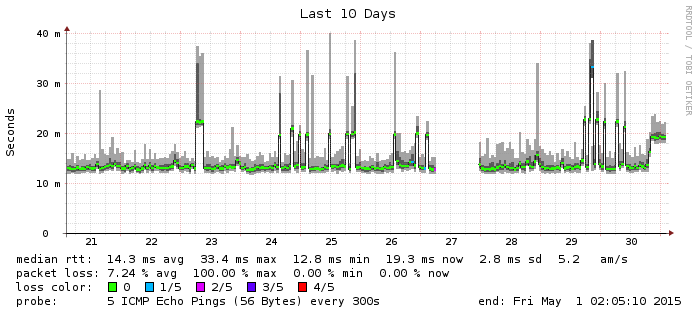 Last 10 Days
RRDTOOL / TOBI OETIKER
Seconds
40 m
30 m
20 m
10 m
0
21 22 23 24 25 26 27 28 29 30
median rtt: 14.3 ms avg 33.4 ms max 12.8 ms min 19.3 ms now 2.8 ms sd 5.2 am/s
packet loss: 7.24 % avg 100.00 % max 0.00 % min 0.00 % now
loss color: 0 1/5 2/5 3/5 4/5
probe: 5 ICMP Echo Pings (56 Bytes) every 300s end: Fri May 1 02:05:10 2015